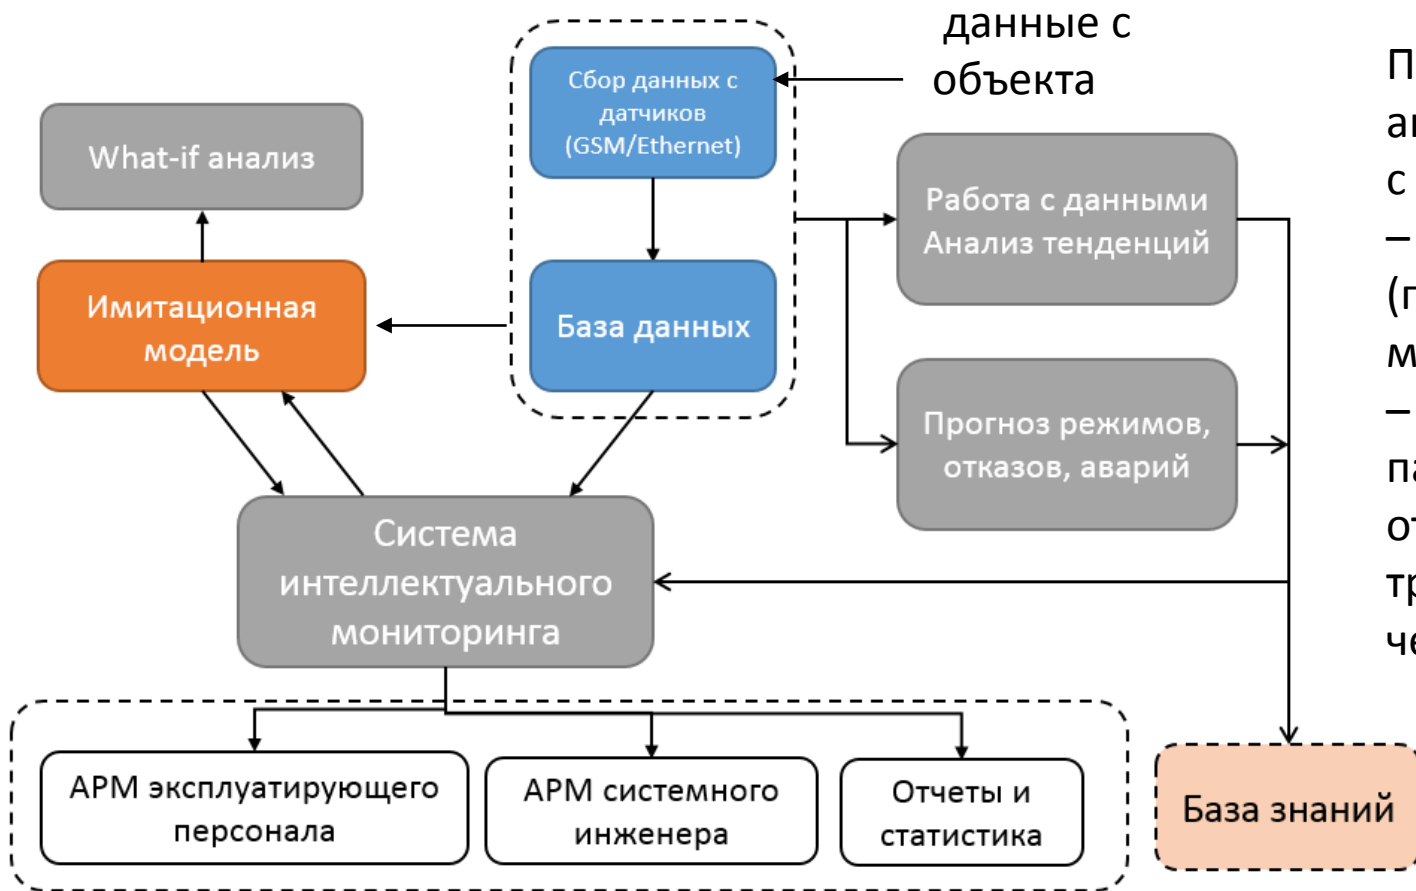 данные с
объекта
Сбор данных с
датчиков
(GSM/Ethernet)
What-if анализ
Работа с данными
Анализ тенденций
Имитационная
модель
База данных
Прогноз режимов,
отказов, аварий
Система
интеллектуального
мониторинга
АРМ эксплуатирующего
персонала
АРМ системного
инженера
Отчеты и
статистика
База знаний
с
–
–